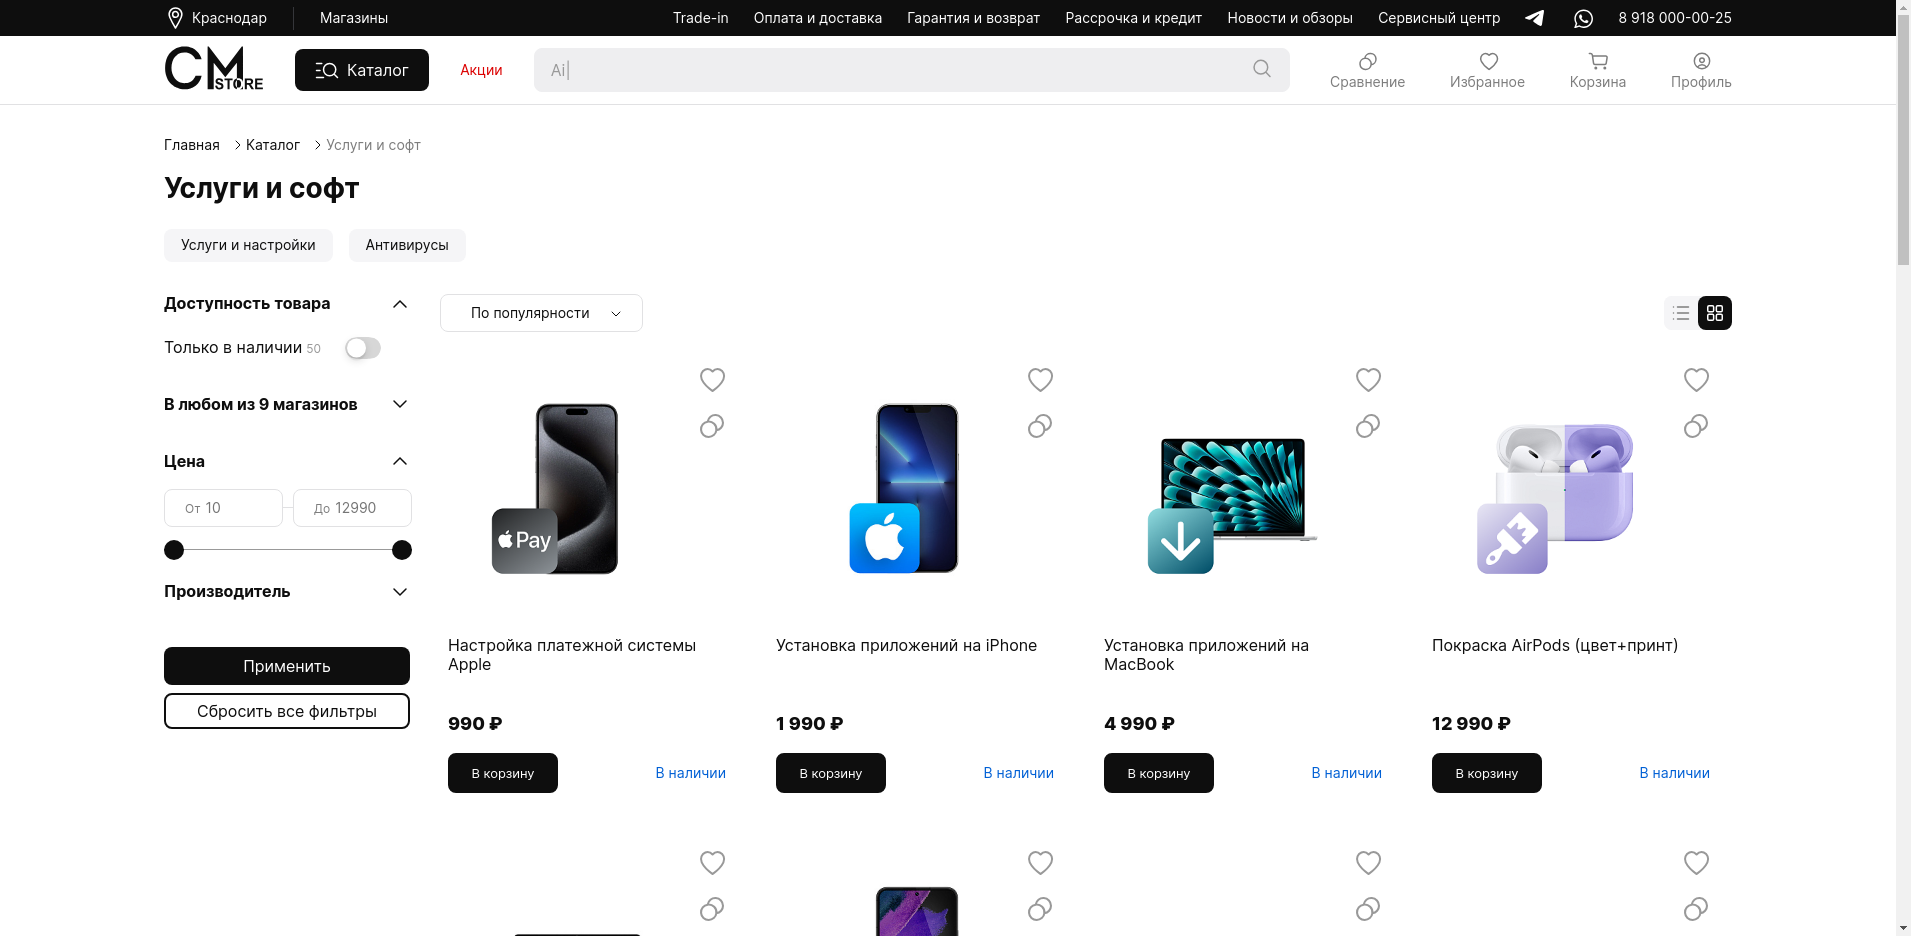 Краснодар
Магазины
Trade-in
Оплата и доставка
Гарантия и возврат
Рассрочка и кредит
Новости и обзоры
Сервисный центр
8 918 000-00-25
CM STORE
Каталог
Акции
Ai|
Сравнение
Избранное
Корзина
Профиль
Главная
Каталог
Услуги и софт
Услуги и софт
Услуги и настройки
Антивирусы
Доступность товара
Только в наличии 50
В любом из 9 магазинов
Цена
От 10
До 12990
Производитель
Применить
Сбросить все фильтры
По популярности
Pay
Настройка платежной системы
Apple
990 ₽
В корзину
В наличии
Установка приложений на iPhone
1 990 ₽
В корзину
В наличии
Установка приложений на
MacBook
4 990 ₽
В корзину
В наличии
Покраска AirPods (цвет+принт)
12 990 ₽
В корзину
В наличии